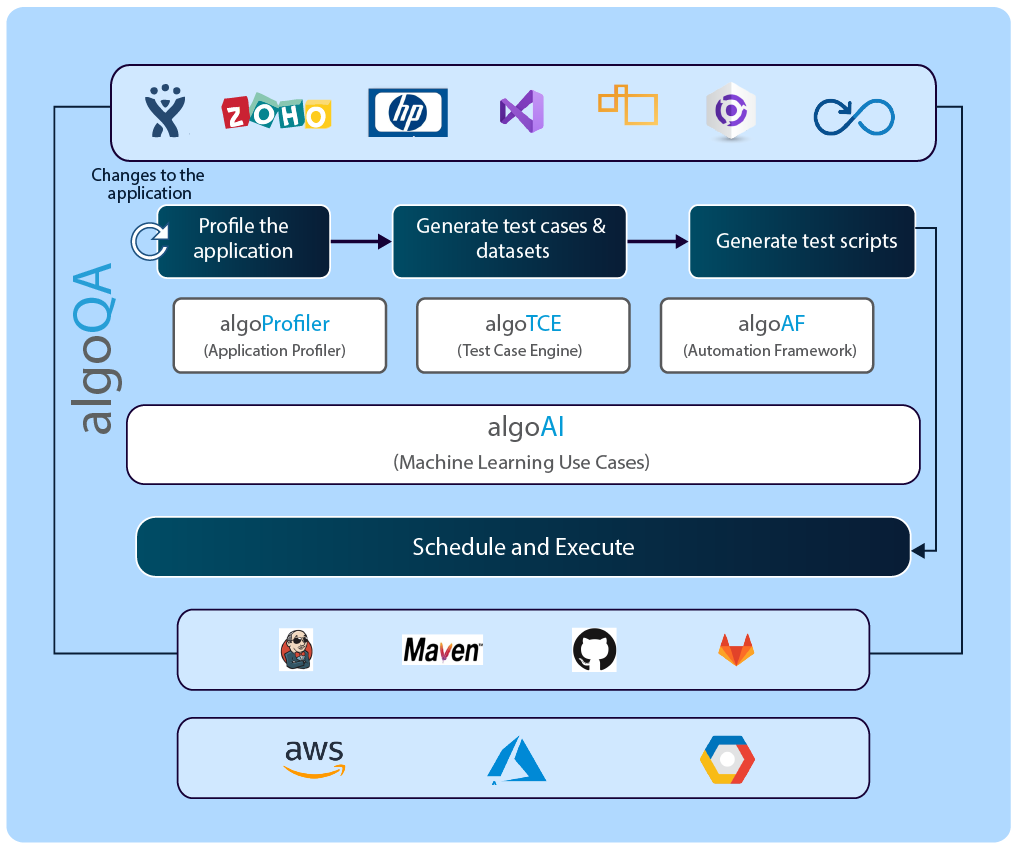 ZOHO
hp
Changes to the
application
Profile the
application
Generate test cases &
datasets
Generate test scripts
algoQA
algoProfiler
(Application Profiler)
algoTCE
(Test Case Engine)
algoAF
(Automation Framework)
algoAI
(Machine Learning Use Cases)
Schedule and Execute
Maven™
aws